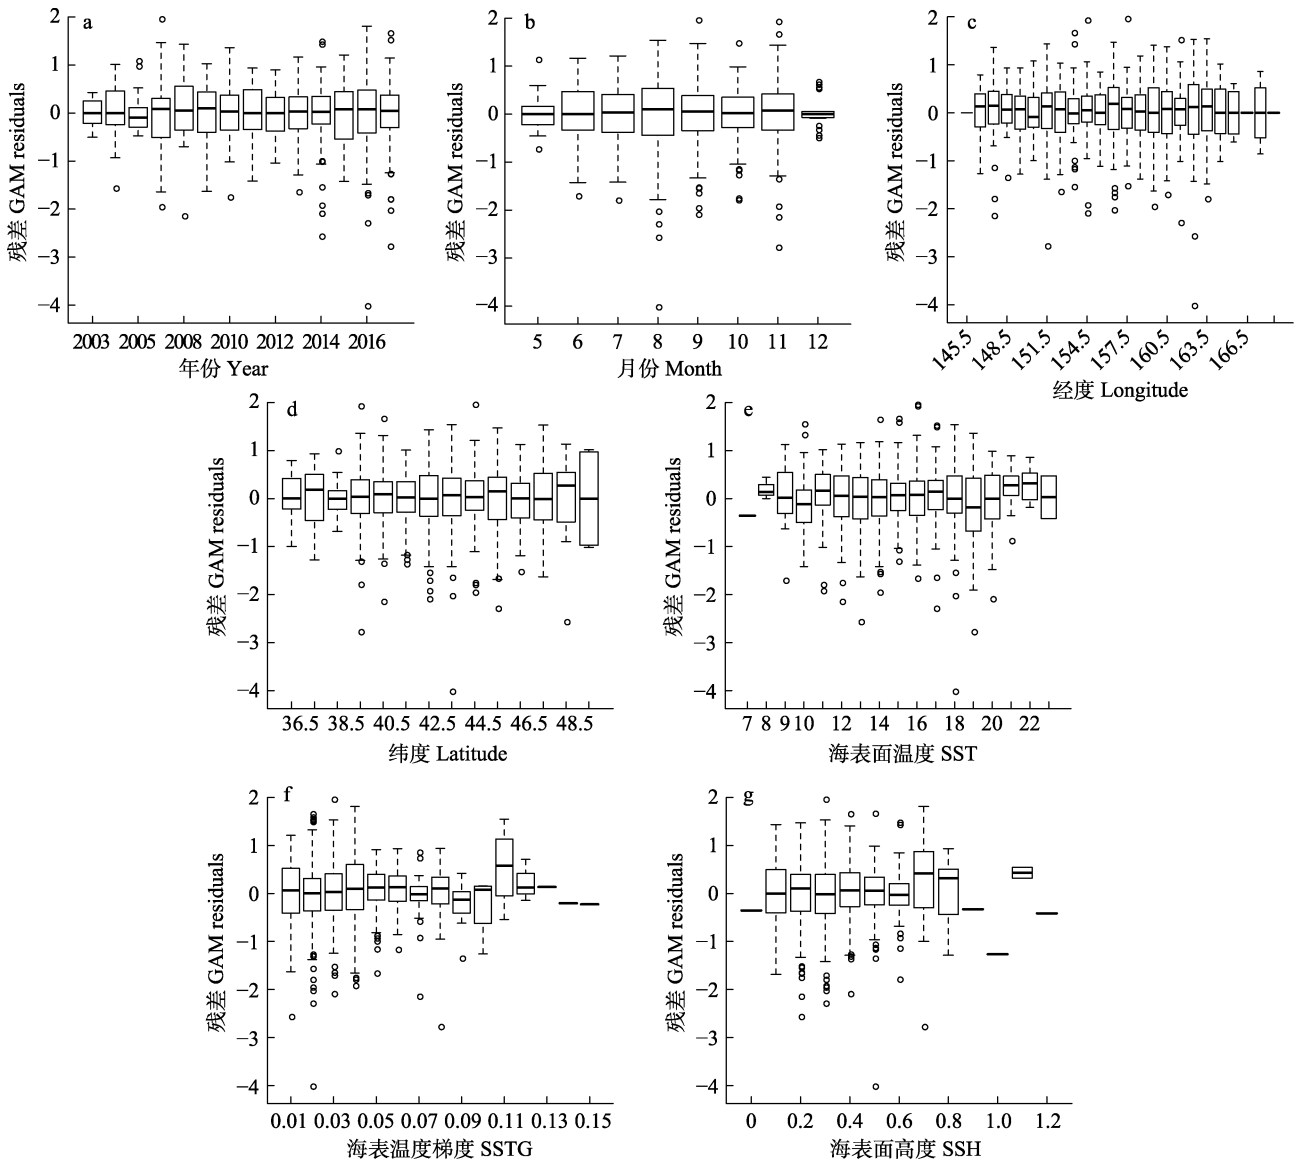 a
2
1
0
−1
−2
−3
−4
残差 GAM residuals
2003 2005 2008 2010 2012 2014 2016
年份 Year
b
2
1
0
−1
−2
−3
−4
残差 GAM residuals
5 6 7 8 9 10 11 12
月份 Month
c
2
1
0
−1
−2
−3
−4
残差 GAM residuals
145.5 148.5 151.5 154.5 157.5 160.5 163.5 166.5
经度 Longitude
d
2
1
0
−1
−2
−3
−4
残差 GAM residuals
36.5 38.5 40.5 42.5 44.5 46.5 48.5
纬度 Latitude
e
2
1
0
−1
−2
−3
−4
残差 GAM residuals
7 8 9 10 12 14 16 18 20 22
海表面温度 SST
f
2
1
0
−1
−2
−3
−4
残差 GAM residuals
0.01 0.03 0.05 0.07 0.09 0.11 0.13 0.15
海表温度梯度 SSTG
g
2
1
0
−1
−2
−3
−4
残差 GAM residuals
0 0.2 0.4 0.6 0.8 1.0 1.2
海表面高度 SSH